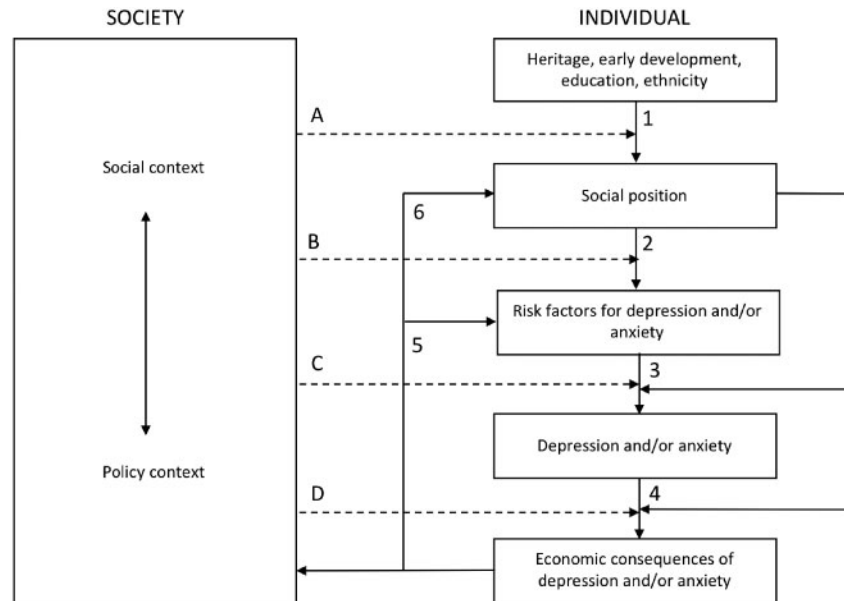 SOCIETY
INDIVIDUAL
Heritage, early development,
education, ethnicity
A
1
Social context
Social position
6
B
2
Risk factors for depression and/or
anxiety
5
C
3
Depression and/or anxiety
Policy context
D
4
Economic consequences of
depression and/or anxiety